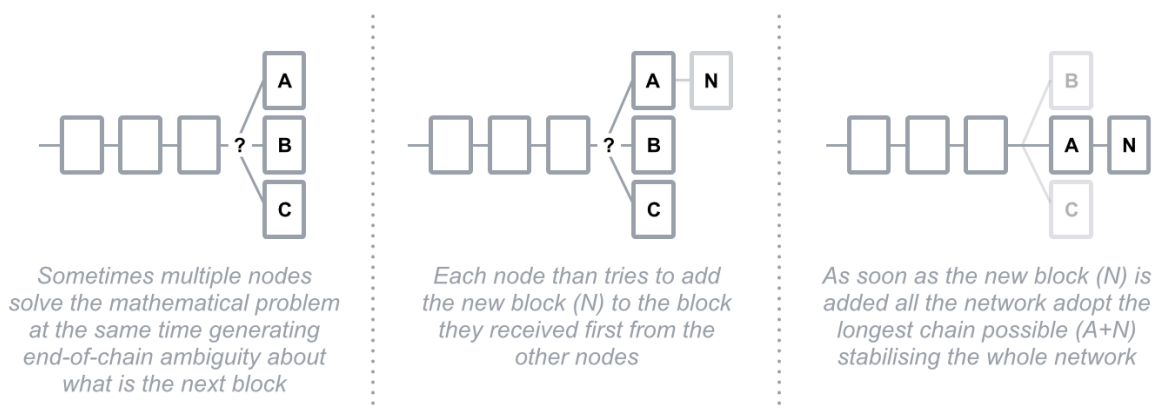 A
?
B
C
Sometimes multiple nodes
solve the mathematical problem
at the same time generating
end-of-chain ambiguity about
what is the next block
A
N
?
B
C
Each node than tries to add
the new block (N) to the block
they received first from the
other nodes
B
A
N
C
As soon as the new block (N) is
added all the network adopt the
longest chain possible (A+N)
stabilising the whole network